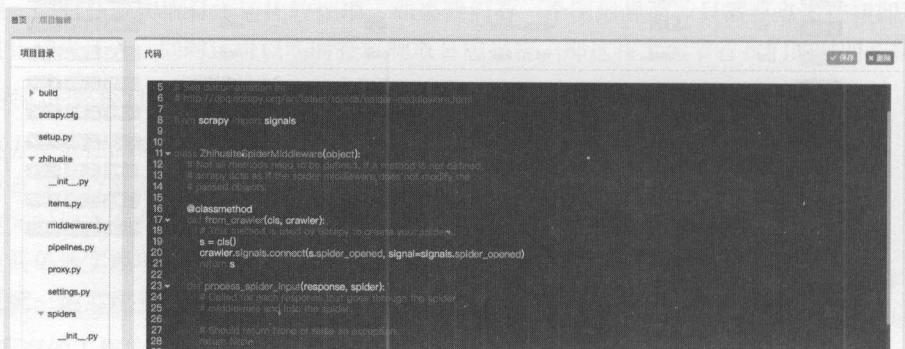 首页 / 项目编辑
项目目录
build
scrapy.cfg
setup.py
zhihusite
__init__.py
items.py
middlewares.py
pipelines.py
proxy.py
settings.py
spiders
__init__.py
代码
保存 删除
5 # See documentation in:
6 # http://doc.scrapy.org/en/latest/topics/spider-middleware.html
7
8 from scrapy import signals
9
10
11 class ZhihusiteSpiderMiddleware(object):
12 # Not all methods need to be defined. If a method is not defined,
13 # scrapy acts as if the spider middleware does not modify the
14 # passed objects.
15
16 @classmethod
17 def from_crawler(cls, crawler):
18 # This method is used by Scrapy to create your spiders.
19 s = cls()
20 crawler.signals.connect(s.spider_opened, signal=signals.spider_opened)
21 return s
22
23 def process_spider_input(response, spider):
24 # Called for each response that goes through the spider
25 # middleware and into the spider.
26
27 # Should return None or raise an exception.
28 return None